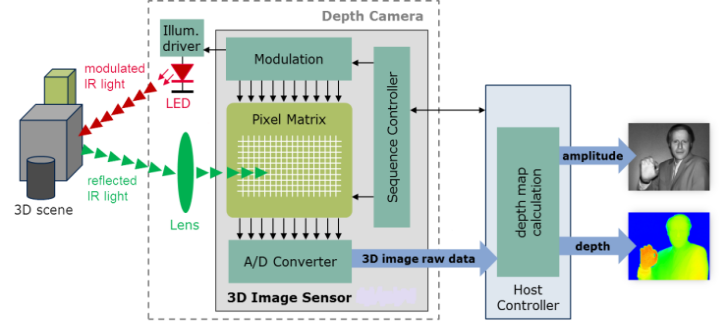 Depth Camera
Illum.
driver
modulated
IR light
LED
Modulation
Sequence Controller
Pixel Matrix
reflected
IR light
Lens
3D scene
A/D Converter
3D Image Sensor
3D image raw data
depth map
calculation
Host
Controller
amplitude
depth